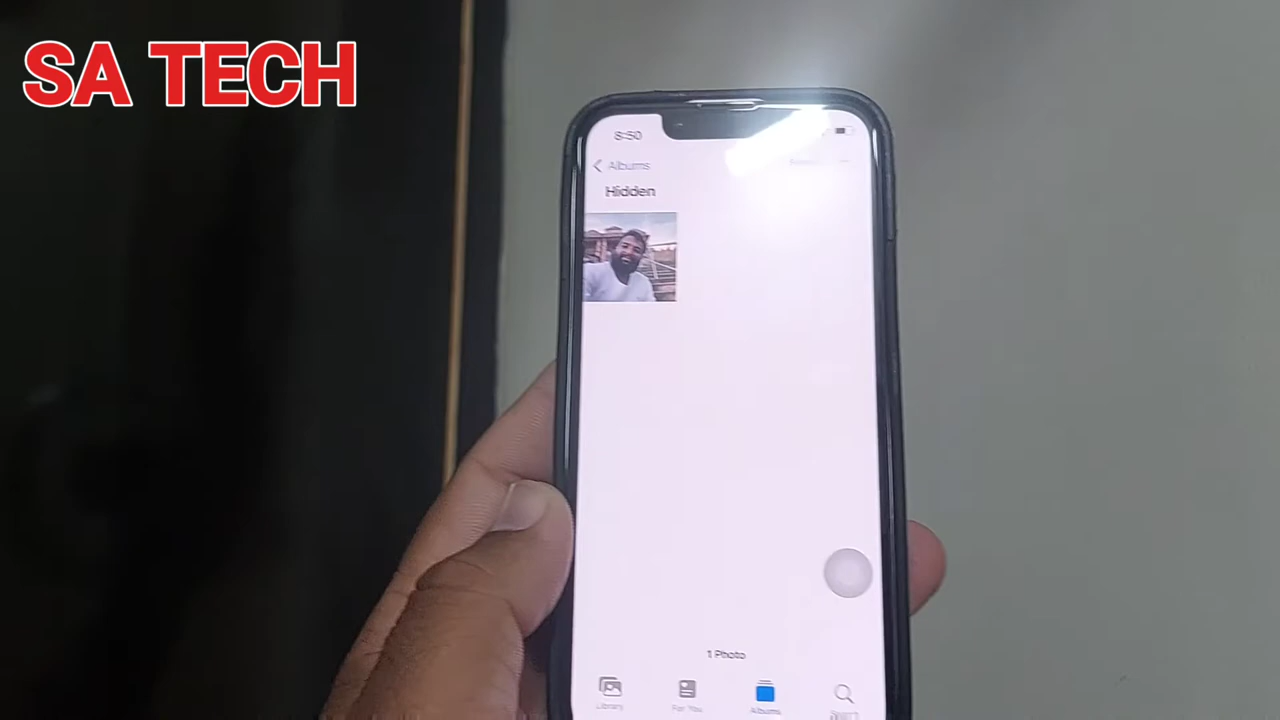 SA TECH
8:50
Albums
Hidden
1 Photo
Library
For You
Albums